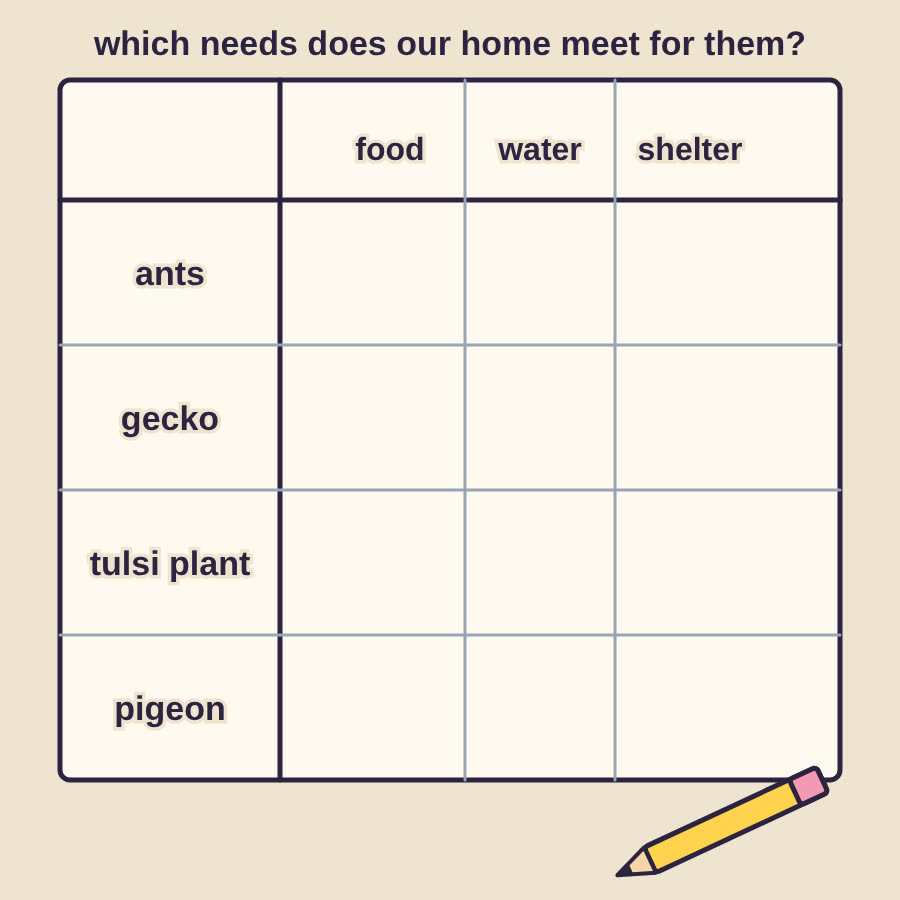 which needs does our home meet for them?
food water shelter
ants
gecko
tulsi plant
pigeon